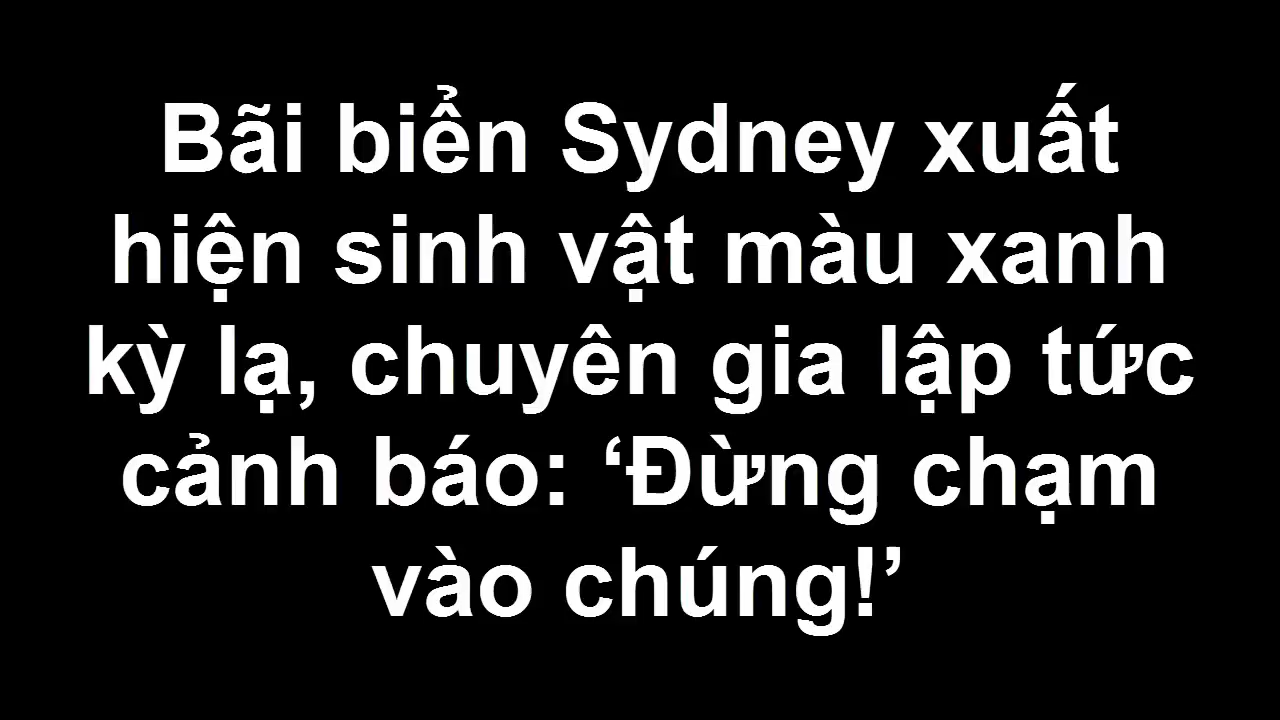 Bãi biển Sydney xuất
hiện sinh vật màu xanh
kỳ lạ, chuyên gia lập tức
cảnh báo: ‘Đừng chạm
vào chúng!’